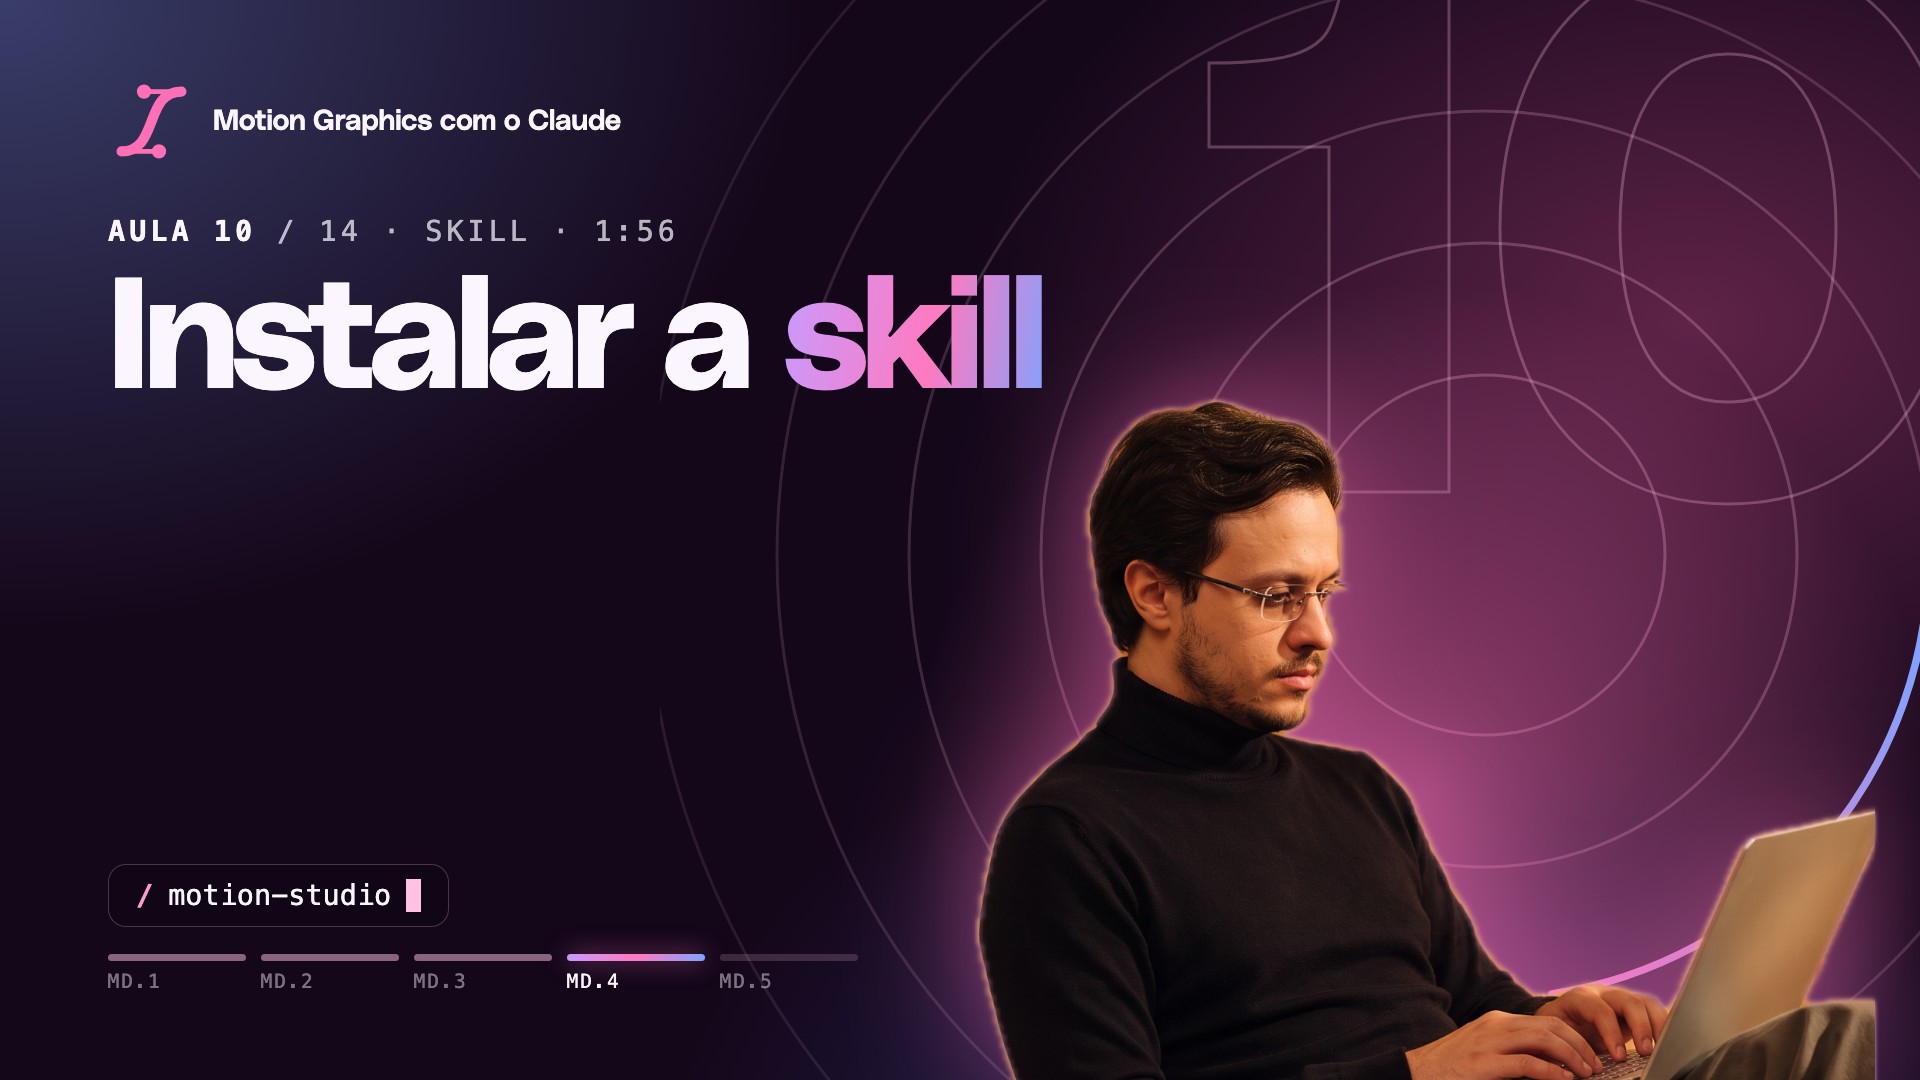 Motion Graphics com o Claude
AULA 10 / 14 · SKILL · 1:56
Instalar a skill
10
/ motion-studio
MD.1 MD.2 MD.3 MD.4 MD.5